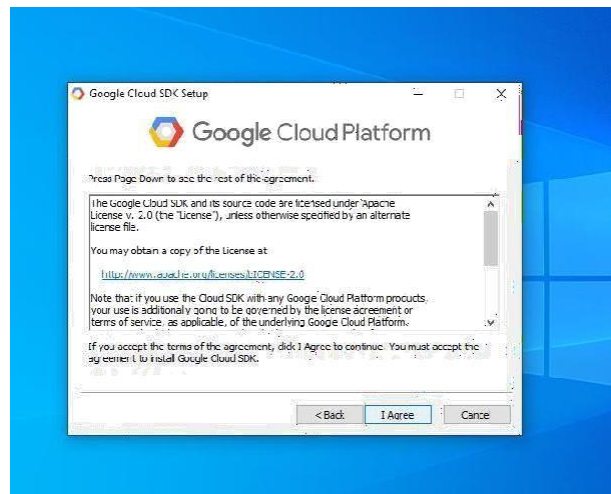 Google Cloud SDK Setup
Google Cloud Platform
Press Page Down to see the rest of the agreement.
The Google Cloud SDK and its source code are licensed under Apache
License v. 2.0 (the "License"), unless otherwise specified by an alternate
license file.
You may obtain a copy of the License at
http://www.apache.org/licenses/LICENSE-2.0
Note that if you use the Cloud SDK with any Google Cloud Platform products,
your use is additionally going to be governed by the license agreement or
terms of service, as applicable, of the underlying Google Cloud Platform.
If you accept the terms of the agreement, click I Agree to continue. You must accept the
agreement to install Google Cloud SDK.
< Back I Agree Cancel